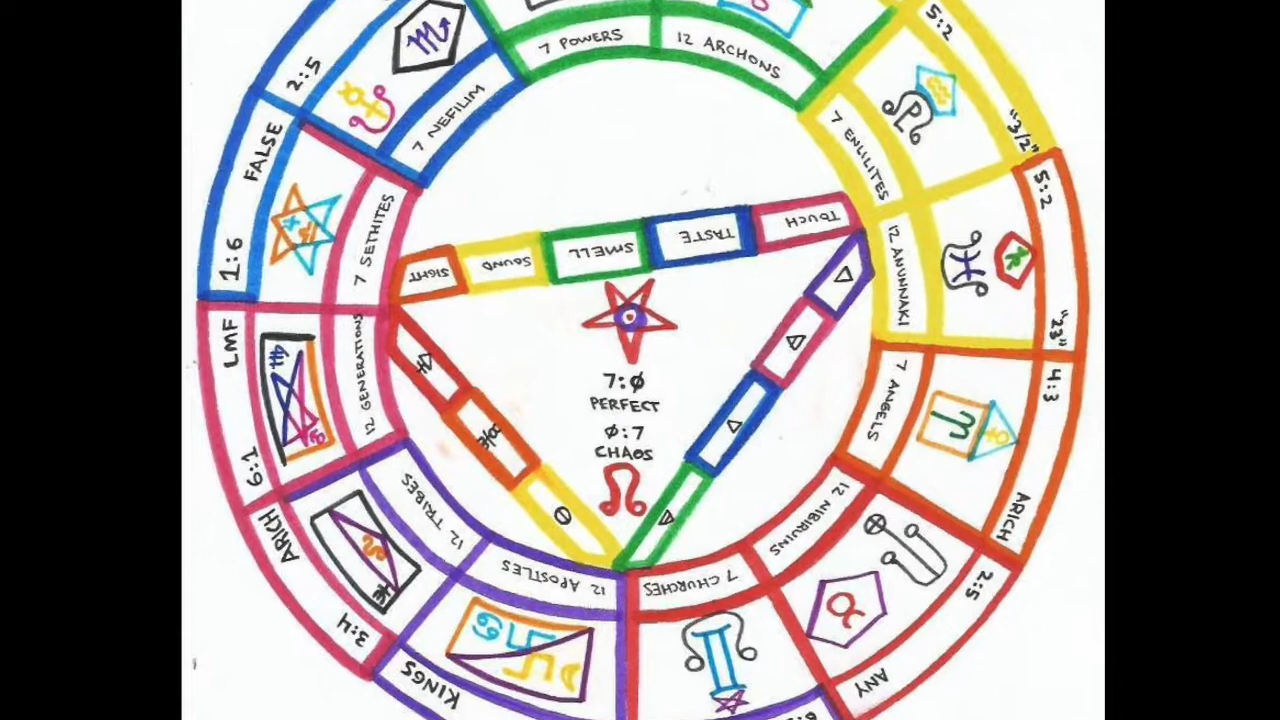 7 POWERS
12 ARCHONS
5:2
"3/2"
7 ENLILITES
5:2
"23"
12 ANUNNAKI
4:3
ARICH
7 ANGELS
2:5
ANY
12 NIBIRUINS
7 CHURCHES
12 APOSTLES
KINGS
12 TRIBES
ARICH
3:4
12 GENERATIONS
LMF
6:1
7 SETHITES
FALSE
1:6
7 NEFILIM
2:5
SIGHT
SOUND
SMELL
TASTE
TOUCH
7:Ø
PERFECT
Ø:7
CHAOS